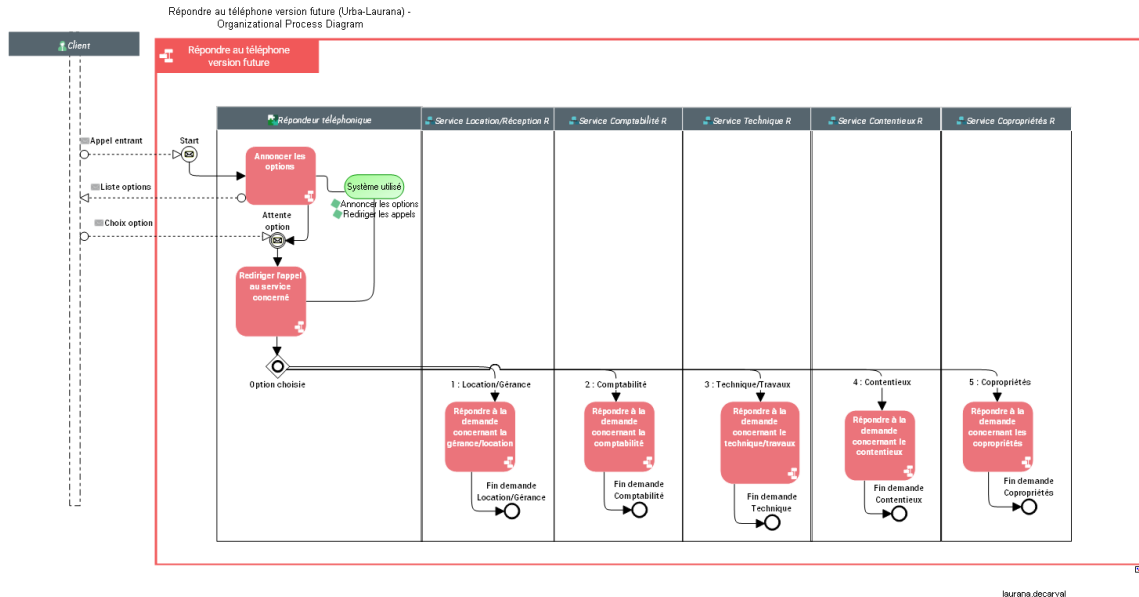 Répondre au téléphone version future (Urba-Laurana) -
Organizational Process Diagram
Client
Répondre au téléphone
version future
Répondeur téléphonique
Service Location/Réception R
Service Comptabilité R
Service Technique R
Service Contentieux R
Service Copropriétés R
Appel entrant
Start
Annoncer les
options
Liste options
Système utilisé
Annoncer les options
Rediriger les appels
Choix option
Attente
option
Rediriger l'appel
au service
concerné
Option choisie
1 : Location/Gérance
2 : Comptabilité
3 : Technique/Travaux
4 : Contentieux
5 : Copropriétés
Répondre à la
demande
concernant la
gérance/location
Répondre à la
demande
concernant la
comptabilité
Répondre à la
demande
concernant le
technique/travaux
Répondre à la
demande
concernant le
contentieux
Répondre à la
demande
concernant les
copropriétés
Fin demande
Location/Gérance
Fin demande
Comptabilité
Fin demande
Technique
Fin demande
Contentieux
Fin demande
Copropriétés
laurana.decarval